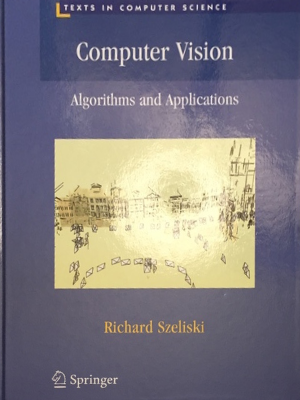 TEXTS IN COMPUTER SCIENCE
Computer Vision
Algorithms and Applications
Richard Szeliski
Springer